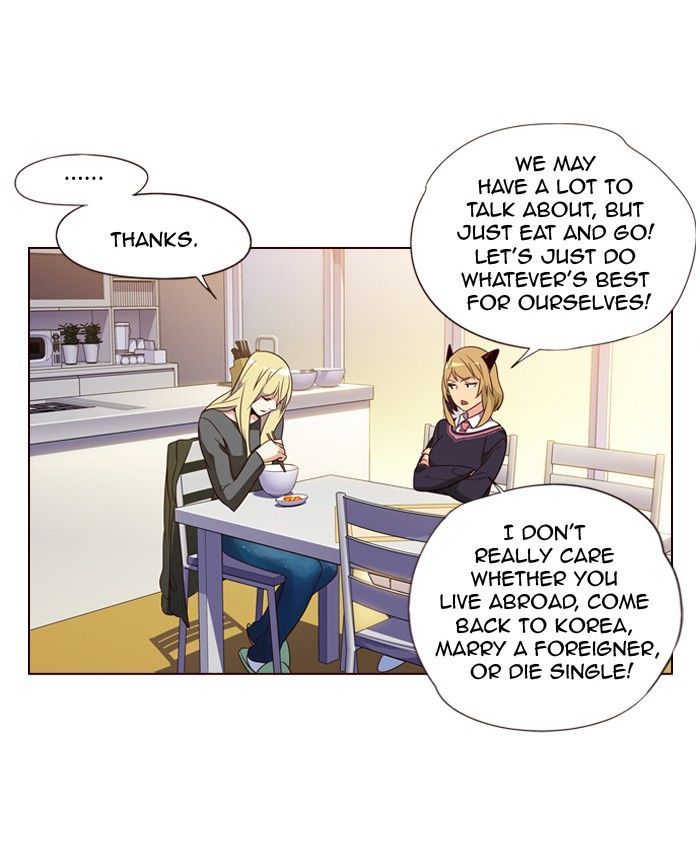 ......
THANKS.
WE MAY
HAVE A LOT TO
TALK ABOUT, BUT
JUST EAT AND GO!
LET'S JUST DO
WHATEVER'S BEST
FOR OURSELVES!
I DON'T
REALLY CARE
WHETHER YOU
LIVE ABROAD, COME
BACK TO KOREA,
MARRY A FOREIGNER,
OR DIE SINGLE!